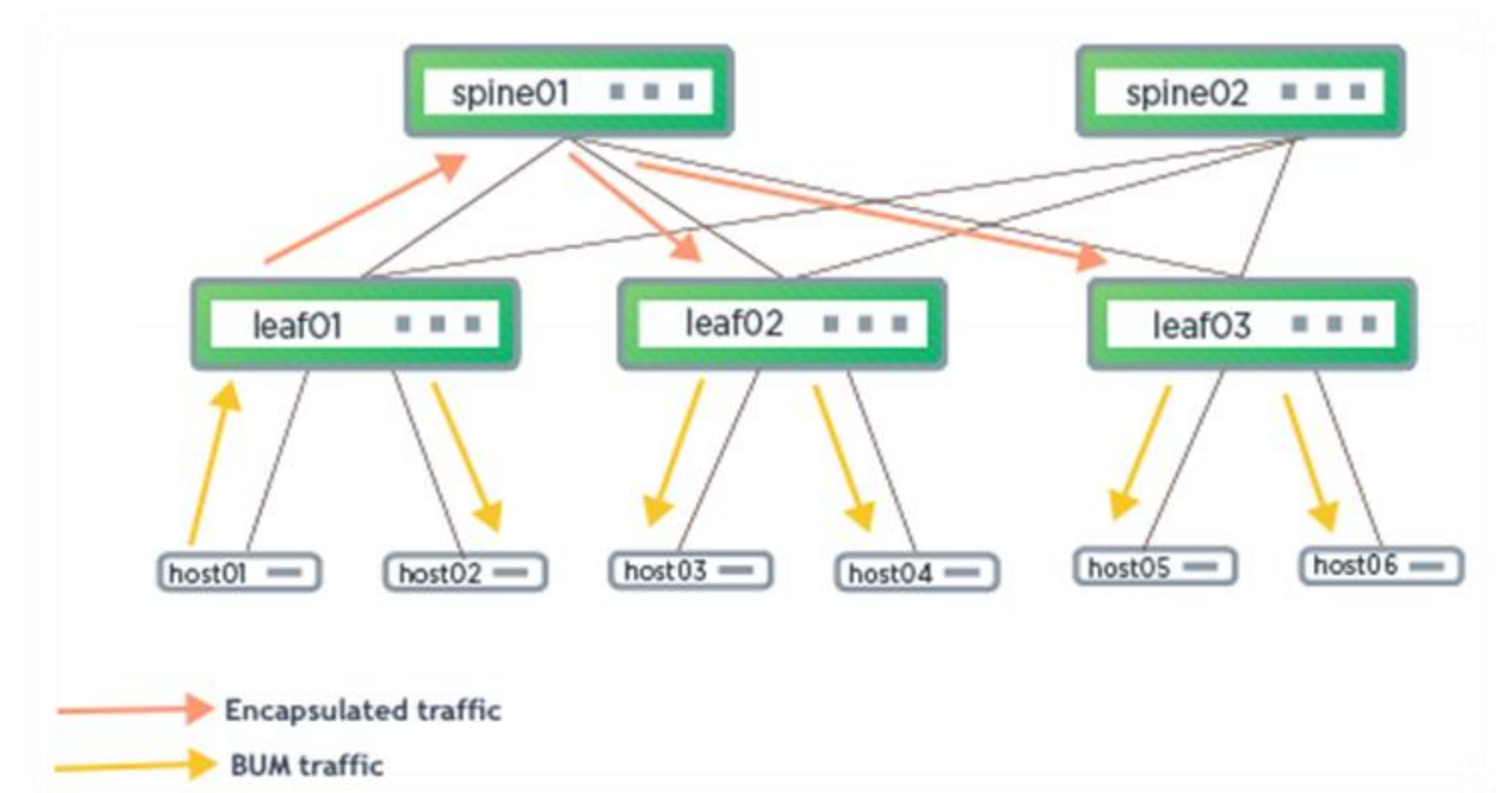 spine01
spine02
leaf01
leaf02
leaf03
host01
host02
host03
host04
host05
host06
Encapsulated traffic
BUM traffic